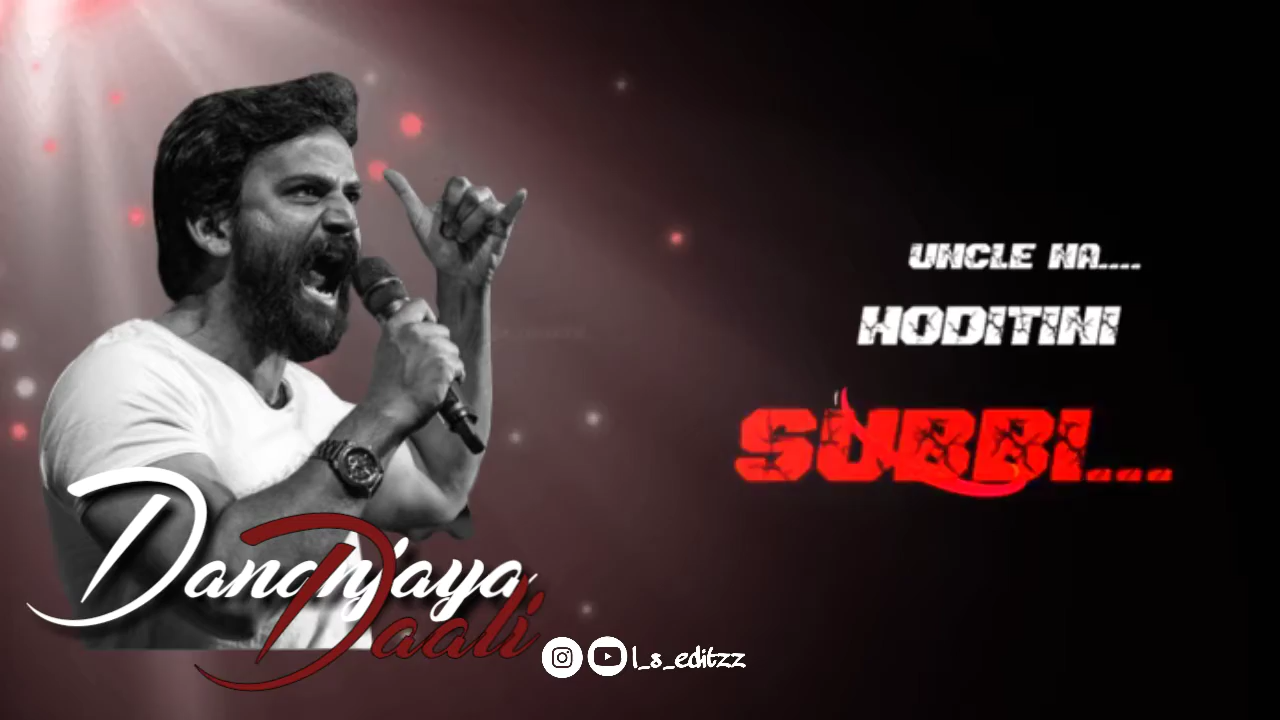 UNCLE NA....
HODITINI
SUBBI...
Dananjaya
Daali
l_s_editzz